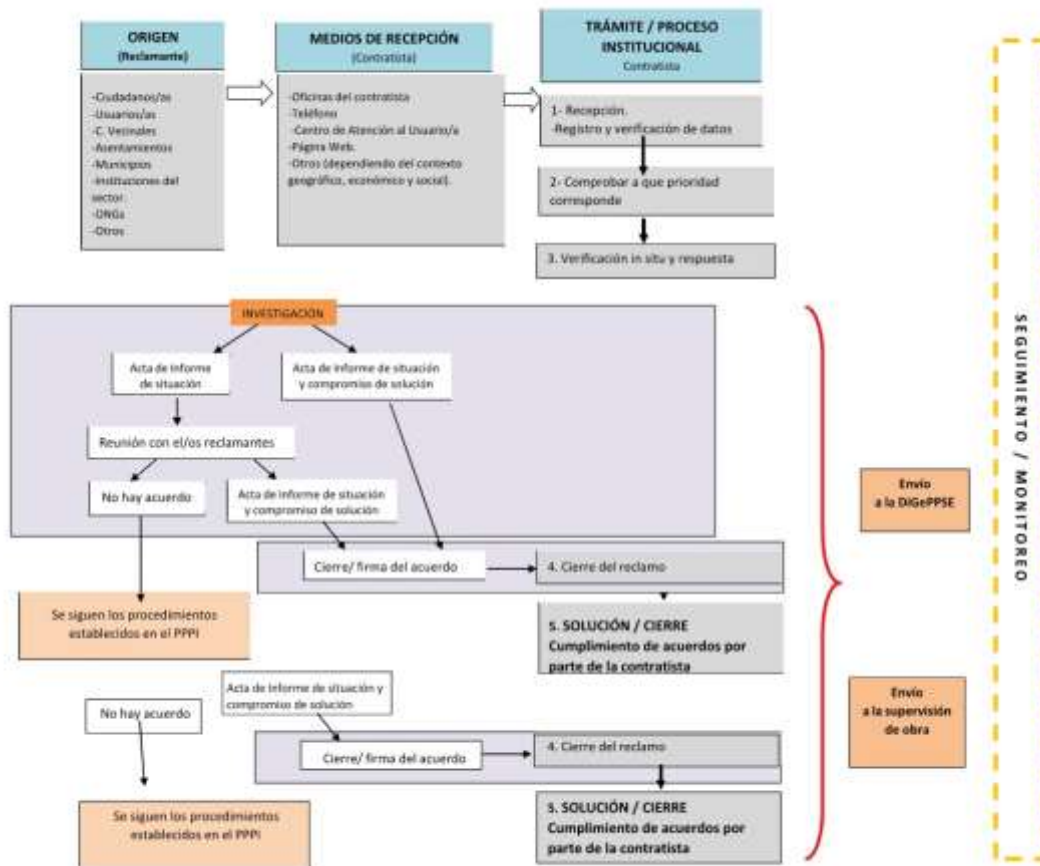 ORIGEN
(Reclamante)
-Ciudadanos/as
-Usuarios/as
-C. Vecinales
-Asentamientos
-Municipios
-Instituciones del
sector.
-ONGs
-Otros
MEDIOS DE RECEPCIÓN
(Contratista)
-Oficinas del contratista
-Teléfono
-Centro de Atención al Usuario/a
-Página Web.
-Otros (dependiendo del contexto
geográfico, económico y social).
TRÁMITE / PROCESO
INSTITUCIONAL
Contratista
1- Recepción.
-Registro y verificación de datos
2- Comprobar a que prioridad
corresponde
3. Verificación in situ y respuesta
INVESTIGACIÓN
Acta de Informe
de situación
Acta de Informe de situación
y compromiso de solución
Reunión con el/os reclamantes
No hay acuerdo
Acta de Informe de situación
y compromiso de solución
Cierre/ firma del acuerdo
4. Cierre del reclamo
Se siguen los procedimientos
establecidos en el PPPI
5. SOLUCIÓN / CIERRE
Cumplimiento de acuerdos por
parte de la contratista
Acta de Informe de situación y
compromiso de solución
No hay acuerdo
Cierre/ firma del acuerdo
4. Cierre del reclamo
Se siguen los procedimientos
establecidos en el PPPI
5. SOLUCIÓN / CIERRE
Cumplimiento de acuerdos por
parte de la contratista
Envío
a la DIGePPSE
Envío
a la supervisión
de obra
SEGUIMIENTO / MONITOREO